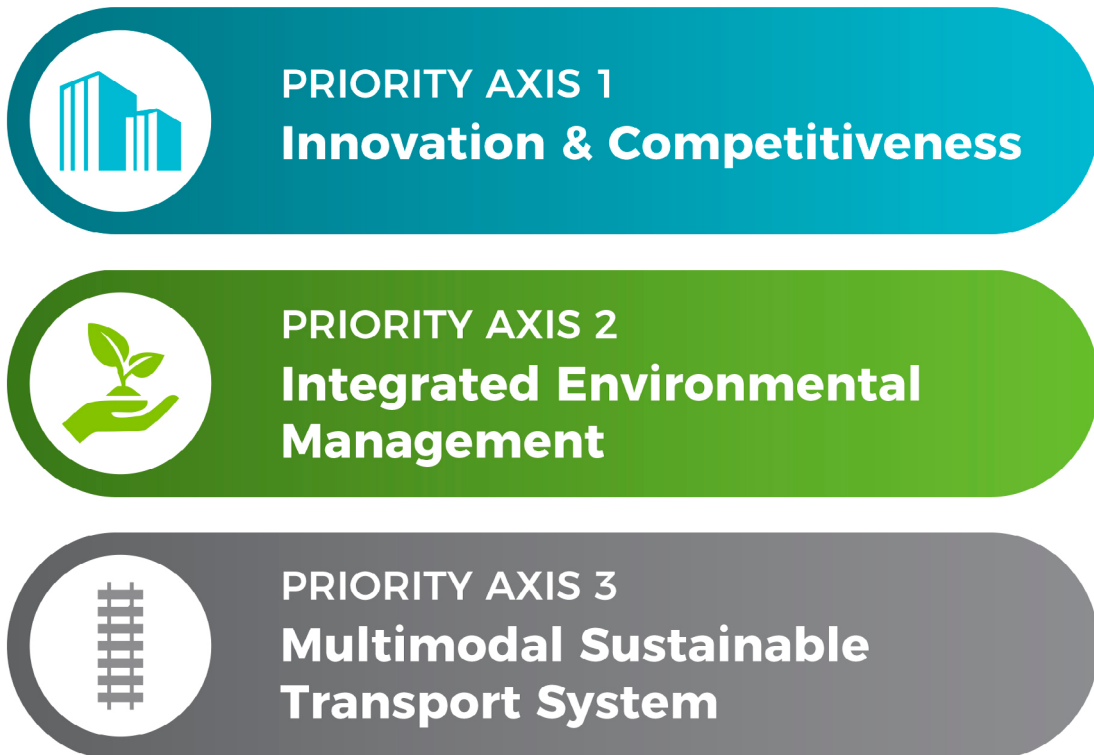 PRIORITY AXIS 1
Innovation & Competitiveness
PRIORITY AXIS 2
Integrated Environmental
Management
PRIORITY AXIS 3
Multimodal Sustainable
Transport System